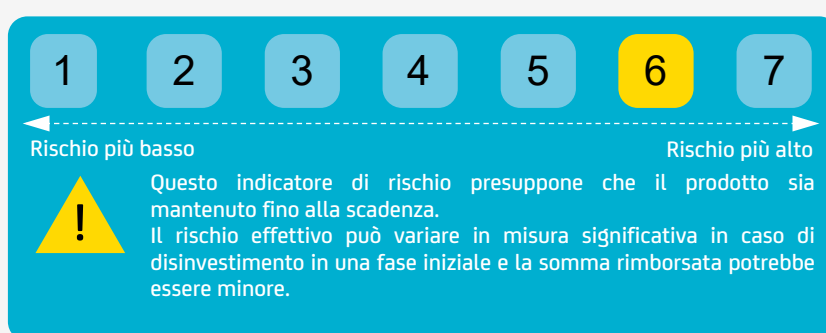 1 2 3 4 5 6 7
Rischio più basso Rischio più alto
!
Questo indicatore di rischio presuppone che il prodotto sia
mantenuto fino alla scadenza.
Il rischio effettivo può variare in misura significativa in caso di
disinvestimento in una fase iniziale e la somma rimborsata potrebbe
essere minore.